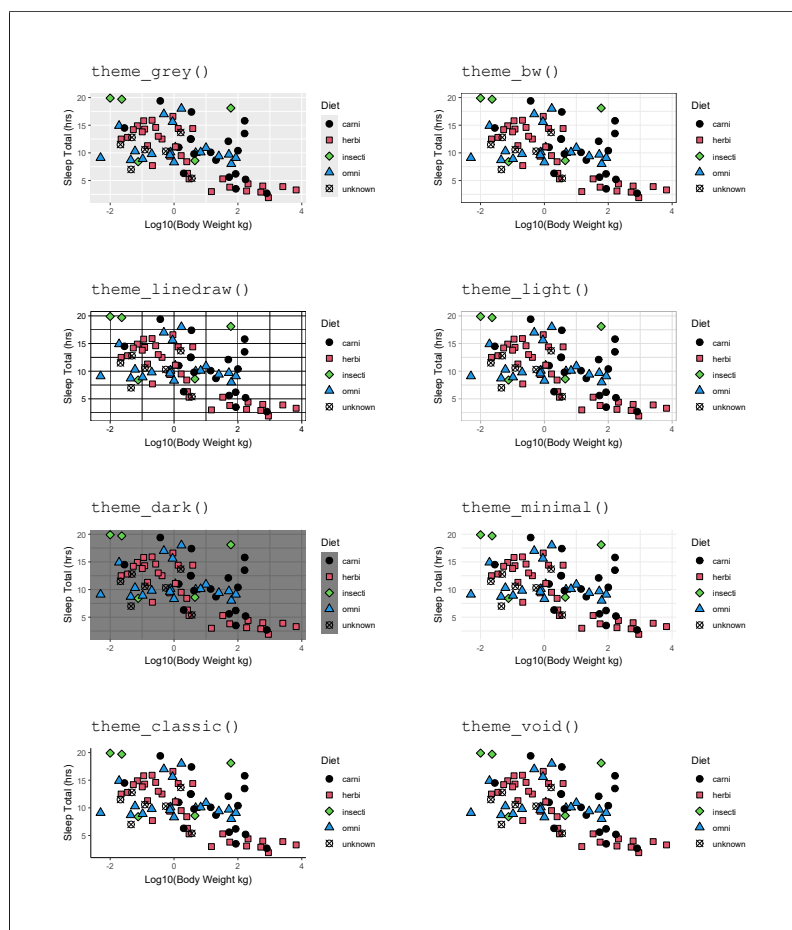 theme_grey()
20
15
10
5
Sleep Total (hrs)
-2 0 2 4
Log10(Body Weight kg)
Diet
carni
herbi
insecti
omni
unknown
theme_bw()
20
15
10
5
Sleep Total (hrs)
-2 0 2 4
Log10(Body Weight kg)
Diet
carni
herbi
insecti
omni
unknown
theme_linedraw()
20
15
10
5
Sleep Total (hrs)
-2 0 2 4
Log10(Body Weight kg)
Diet
carni
herbi
insecti
omni
unknown
theme_light()
20
15
10
5
Sleep Total (hrs)
-2 0 2 4
Log10(Body Weight kg)
Diet
carni
herbi
insecti
omni
unknown
theme_dark()
20
15
10
5
Sleep Total (hrs)
-2 0 2 4
Log10(Body Weight kg)
Diet
carni
herbi
insecti
omni
unknown
theme_minimal()
20
15
10
5
Sleep Total (hrs)
-2 0 2 4
Log10(Body Weight kg)
Diet
carni
herbi
insecti
omni
unknown
theme_classic()
20
15
10
5
Sleep Total (hrs)
-2 0 2 4
Log10(Body Weight kg)
Diet
carni
herbi
insecti
omni
unknown
theme_void()
Diet
carni
herbi
insecti
omni
unknown